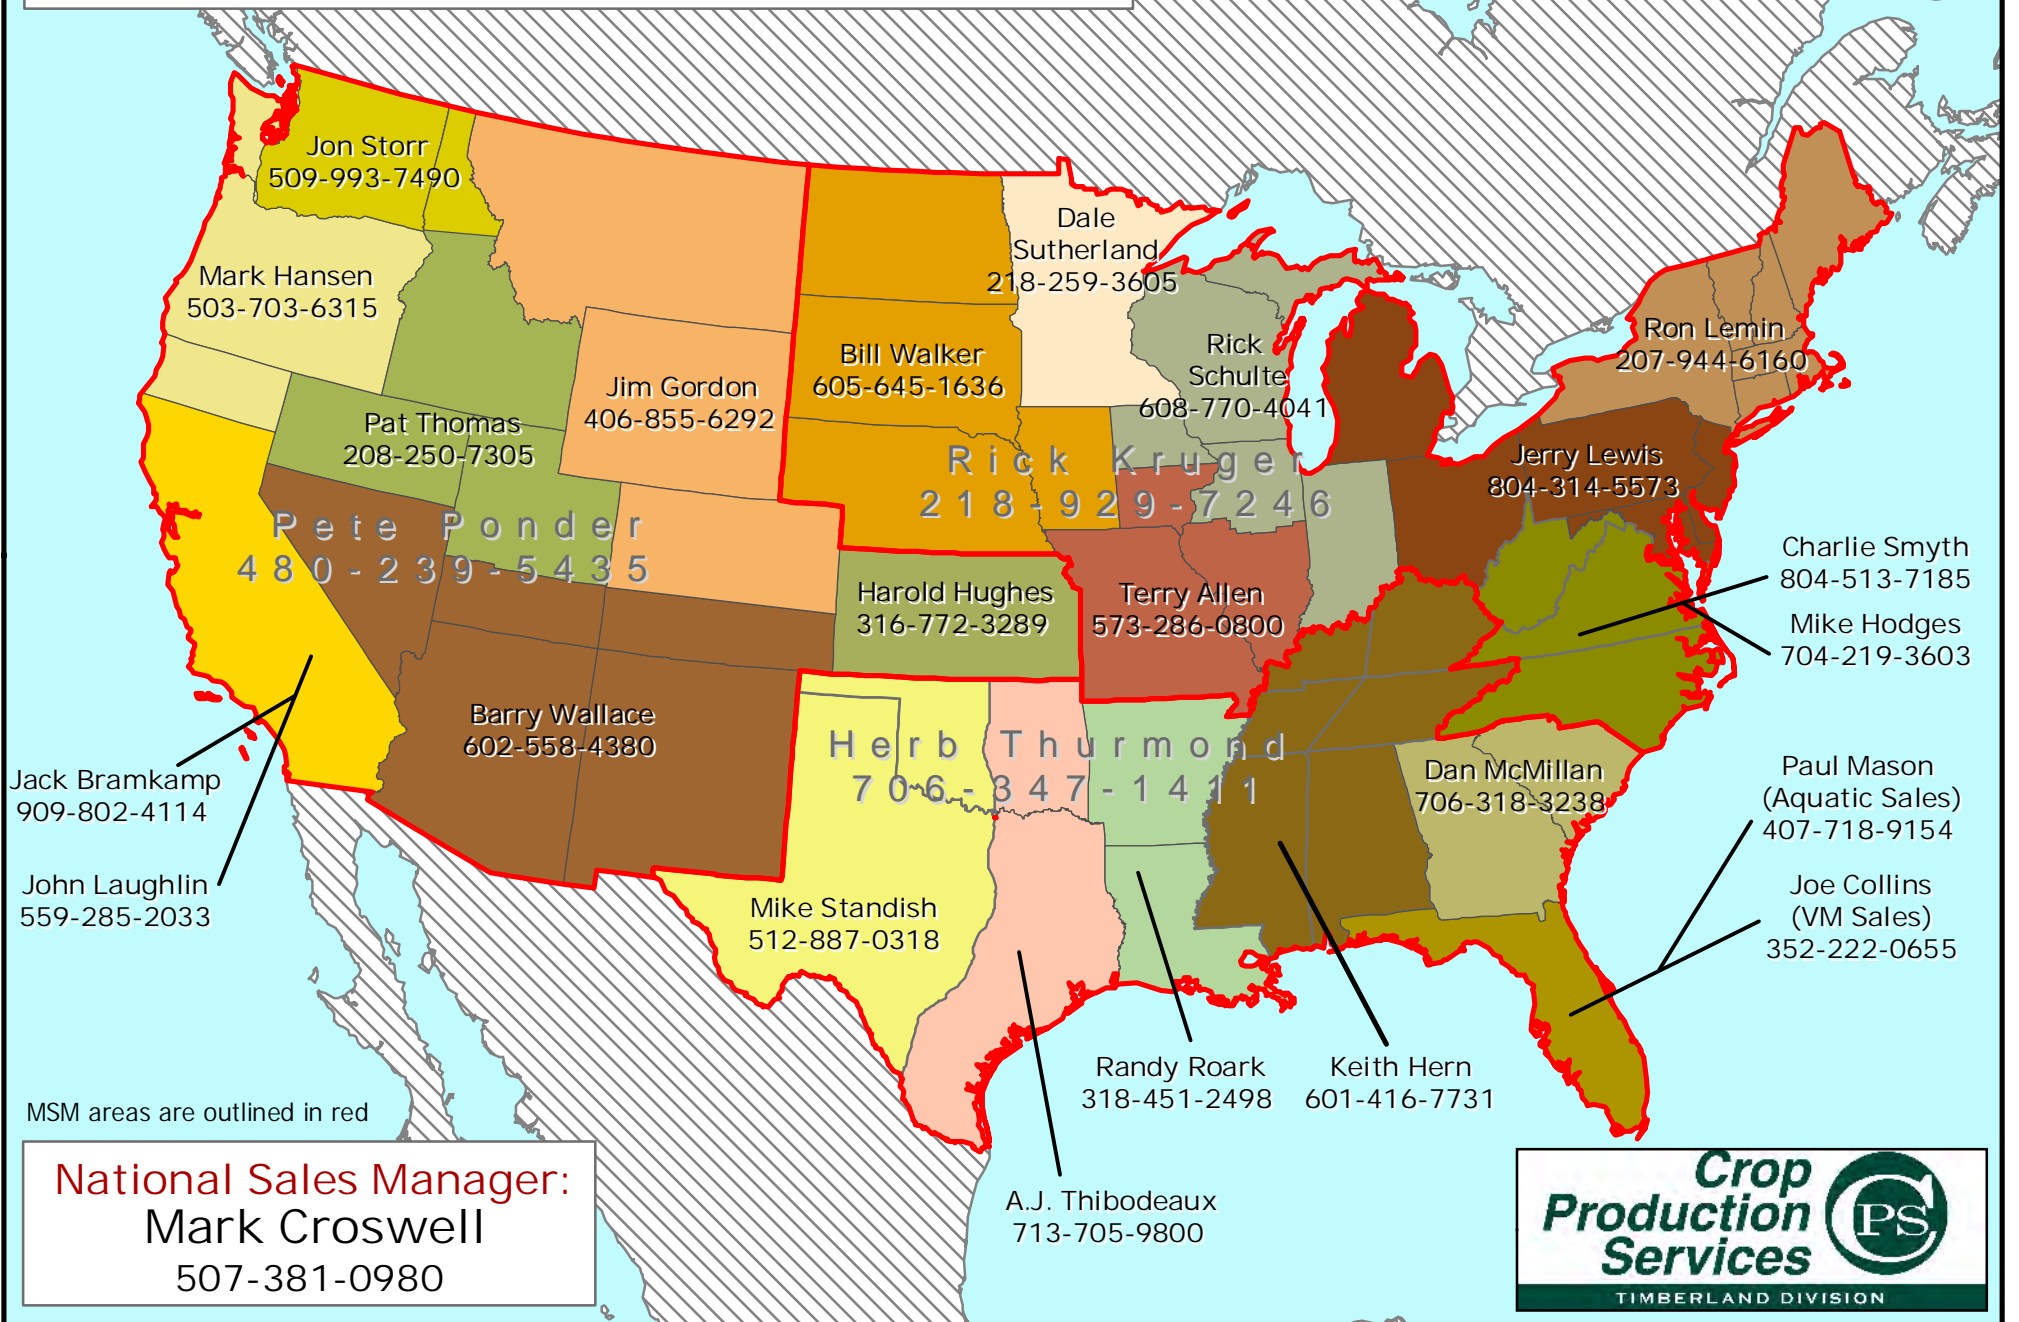 Jon Storr
509-993-7490
Mark Hansen
503-703-6315
Pat Thomas
208-250-7305
Jim Gordon
406-855-6292
Bill Walker
605-645-1636
Dale
Sutherland
218-259-3605
Rick
Schulte
608-770-4041
Ron Lemin
207-944-6160
Jerry Lewis
804-314-5573
Rick Kruger
218-929-7246
Pete Ponder
480-239-5435
Harold Hughes
316-772-3289
Terry Allen
573-286-0800
Charlie Smyth
804-513-7185
Mike Hodges
704-219-3603
Barry Wallace
602-558-4380
Herb Thurmond
706-347-1411
Dan McMillan
706-318-3238
Jack Bramkamp
909-802-4114
John Laughlin
559-285-2033
Mike Standish
512-887-0318
Paul Mason
(Aquatic Sales)
407-718-9154
Joe Collins
(VM Sales)
352-222-0655
Randy Roark
318-451-2498
Keith Hern
601-416-7731
A.J. Thibodeaux
713-705-9800
MSM areas are outlined in red
National Sales Manager:
Mark Croswell
507-381-0980
Crop
Production
Services
CPS
TIMBERLAND DIVISION